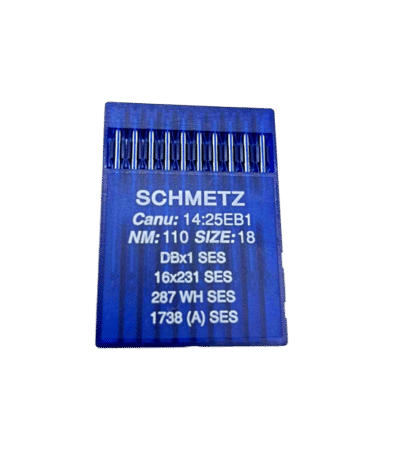 SCHMETZ
Canu: 14:25EB1
NM: 110 SIZE: 18
DBx1 SES
16x231 SES
287 WH SES
1738 (A) SES